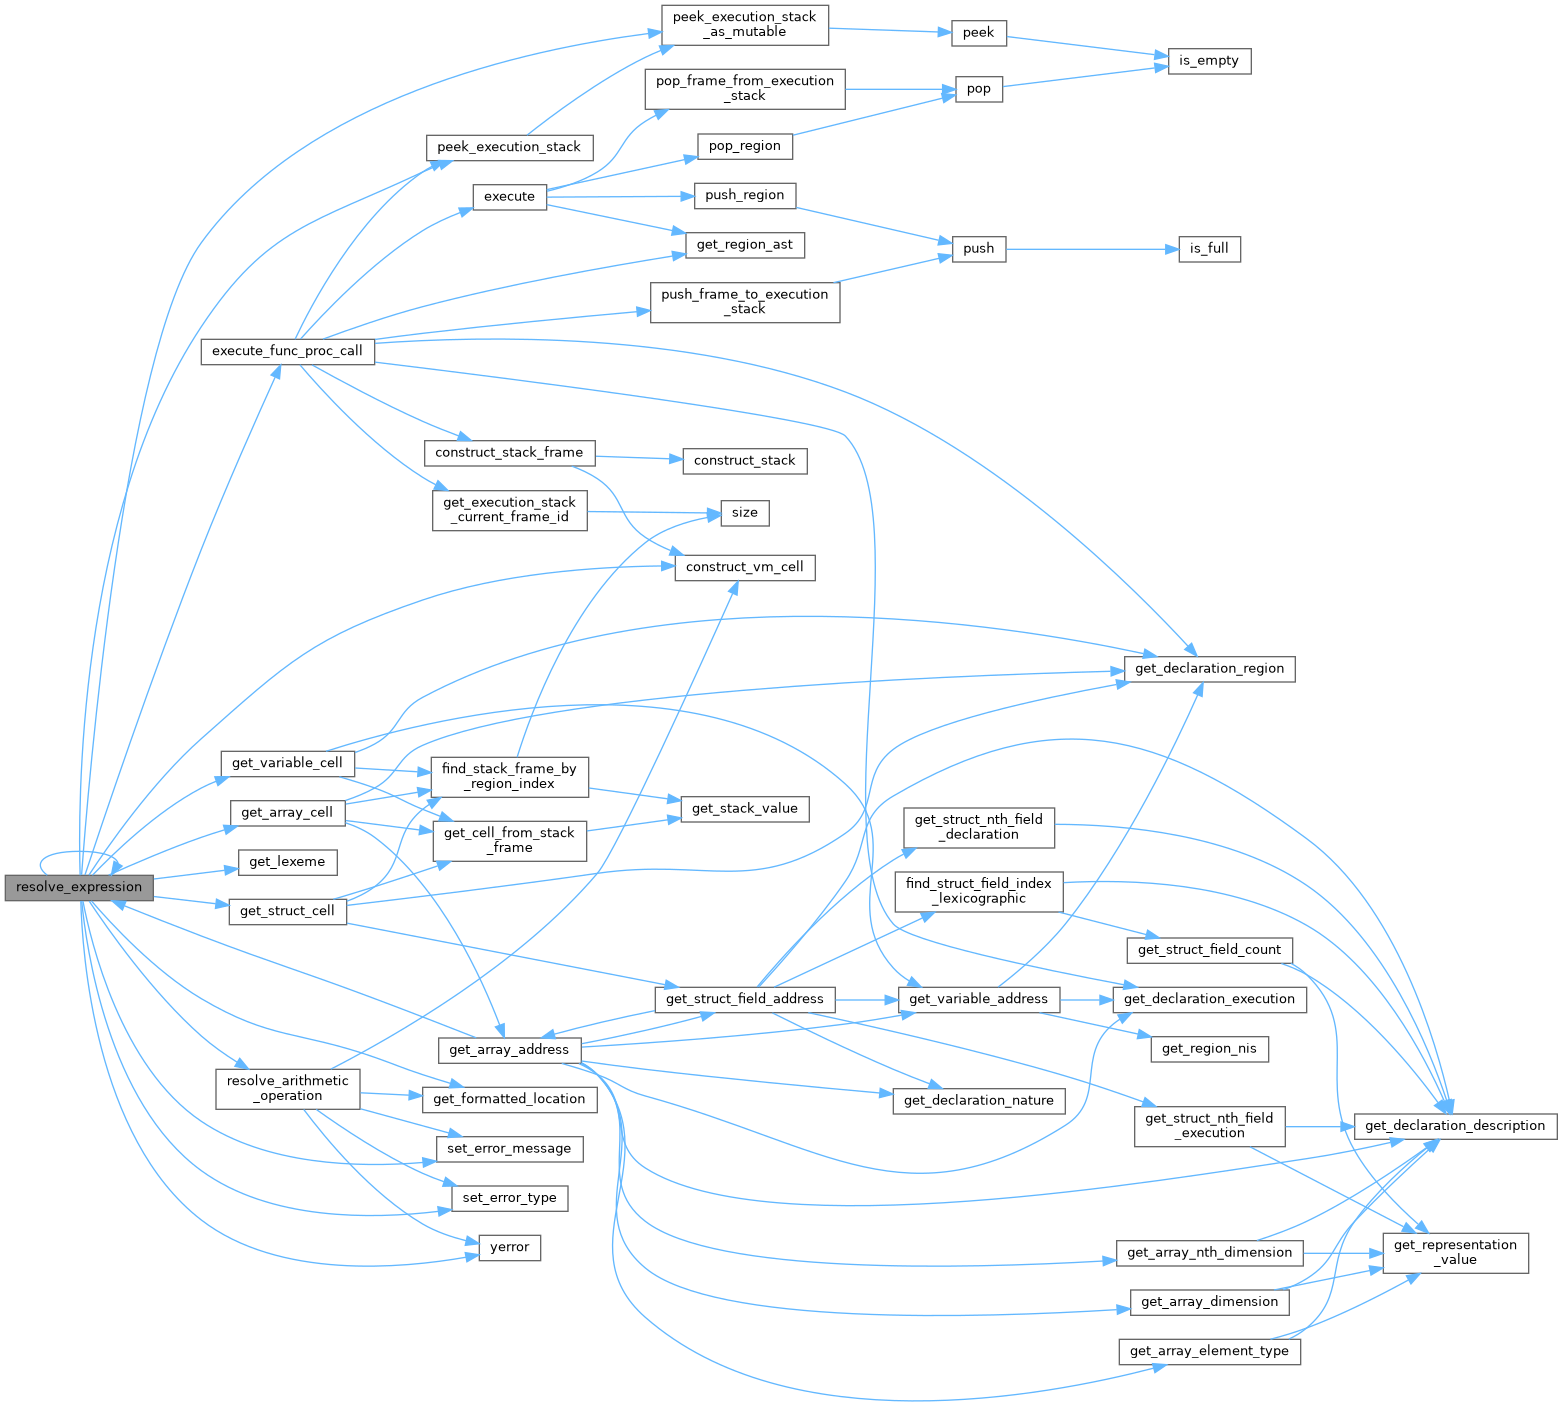 peek_execution_stack
_as_mutable
peek
is_empty
pop_frame_from_execution
_stack
pop
peek_execution_stack
pop_region
execute
push_region
get_region_ast
push
is_full
push_frame_to_execution
_stack
execute_func_proc_call
construct_stack_frame
construct_stack
get_execution_stack
_current_frame_id
size
construct_vm_cell
get_declaration_region
get_variable_cell
find_stack_frame_by
_region_index
get_array_cell
get_stack_value
get_cell_from_stack
_frame
get_struct_nth_field
_declaration
get_lexeme
resolve_expression
find_struct_field_index
_lexicographic
get_struct_cell
get_struct_field_count
get_struct_field_address
get_variable_address
get_declaration_execution
get_array_address
get_region_nis
resolve_arithmetic
_operation
get_formatted_location
get_declaration_nature
get_struct_nth_field
_execution
get_declaration_description
set_error_message
set_error_type
yerror
get_array_nth_dimension
get_representation
_value
get_array_dimension
get_array_element_type